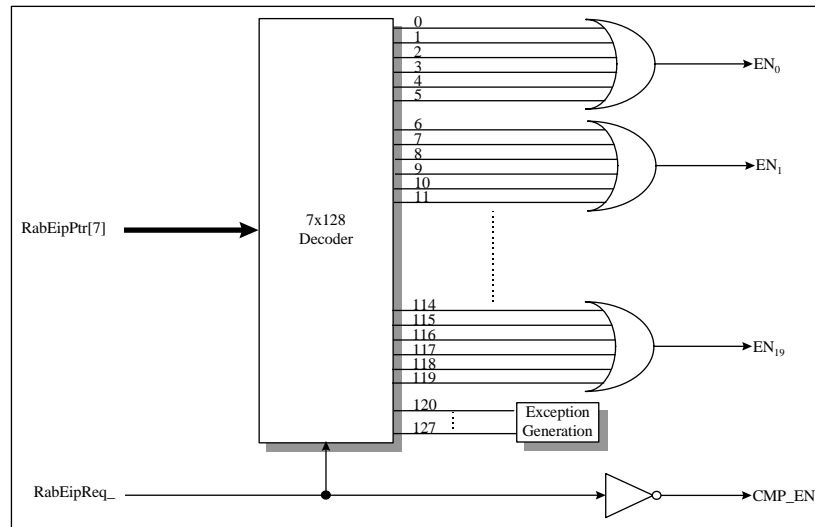 0
1
2
3
4
5
EN0
6
7
8
9
10
11
EN1
RabEipPtr[7]
7x128
Decoder
114
115
116
117
118
119
EN19
120
127
Exception
Generation
RabEipReq_
CMP_EN